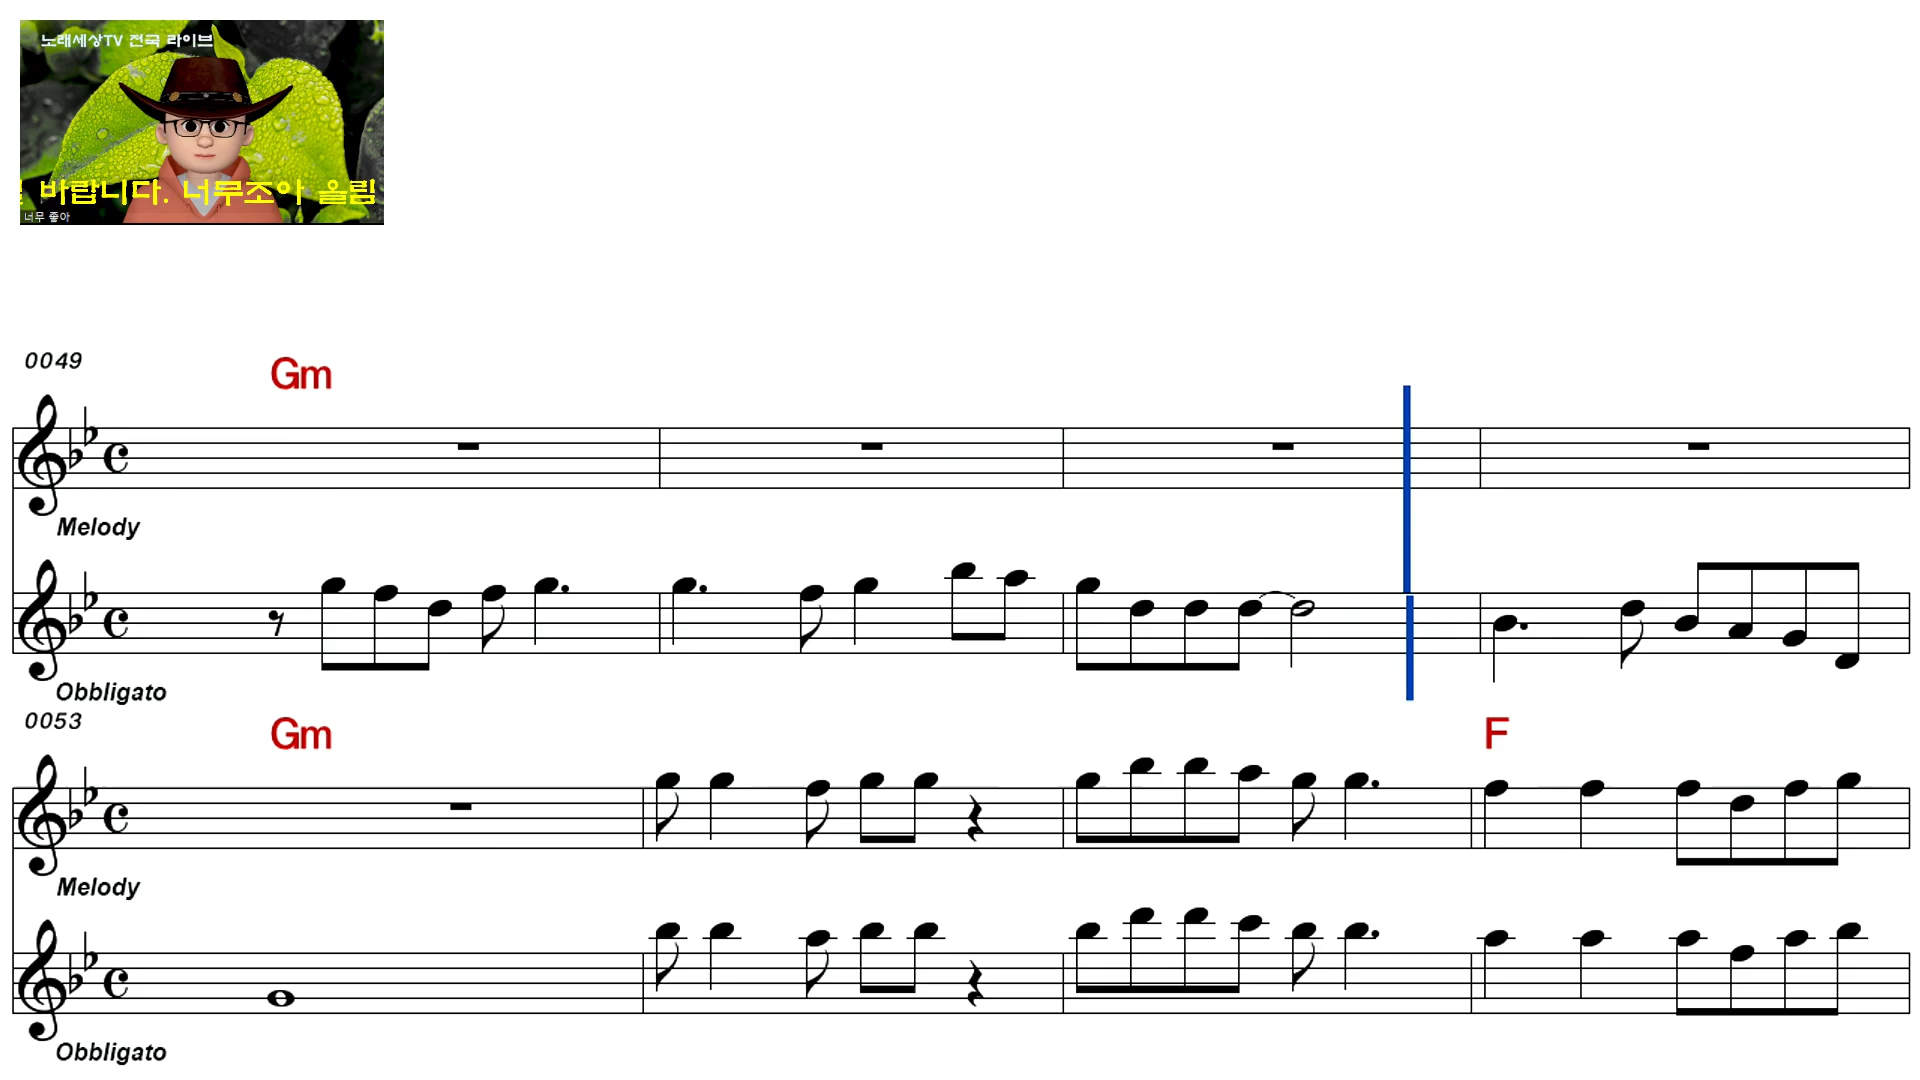 노래세상TV 전국 라이브
바랍니다. 너무조아 올림
너무 좋아
0049
Gm
Melody
Obbligato
0053
Gm F
Melody
Obbligato